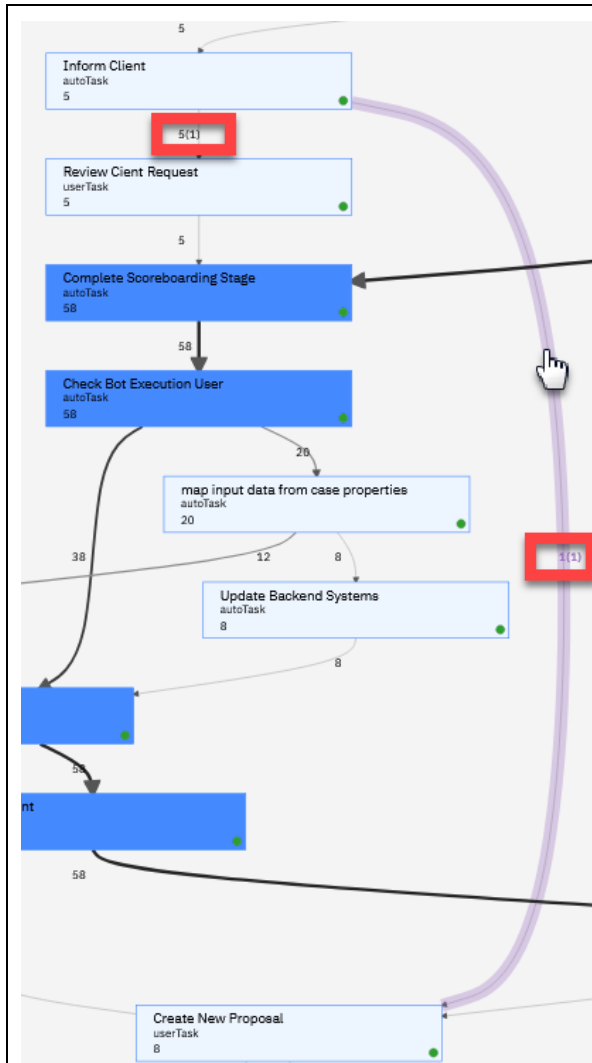 5
Inform Client
autoTask
5
5(1)
Review Cient Request
userTask
5
5
Complete Scoreboarding Stage
autoTask
58
58
Check Bot Execution User
autoTask
58
20
map input data from case properties
autoTask
20
38
12
8
1(1)
Update Backend Systems
autoTask
8
8
58
nt
58
Create New Proposal
userTask
8